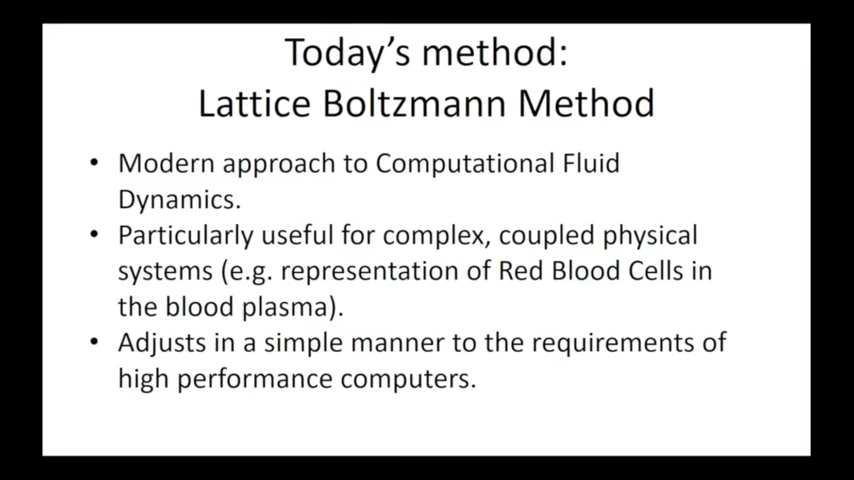 Today's method:
Lattice Boltzmann Method
• Modern approach to Computational Fluid
Dynamics.
• Particularly useful for complex, coupled physical
systems (e.g. representation of Red Blood Cells in
the blood plasma).
• Adjusts in a simple manner to the requirements of
high performance computers.